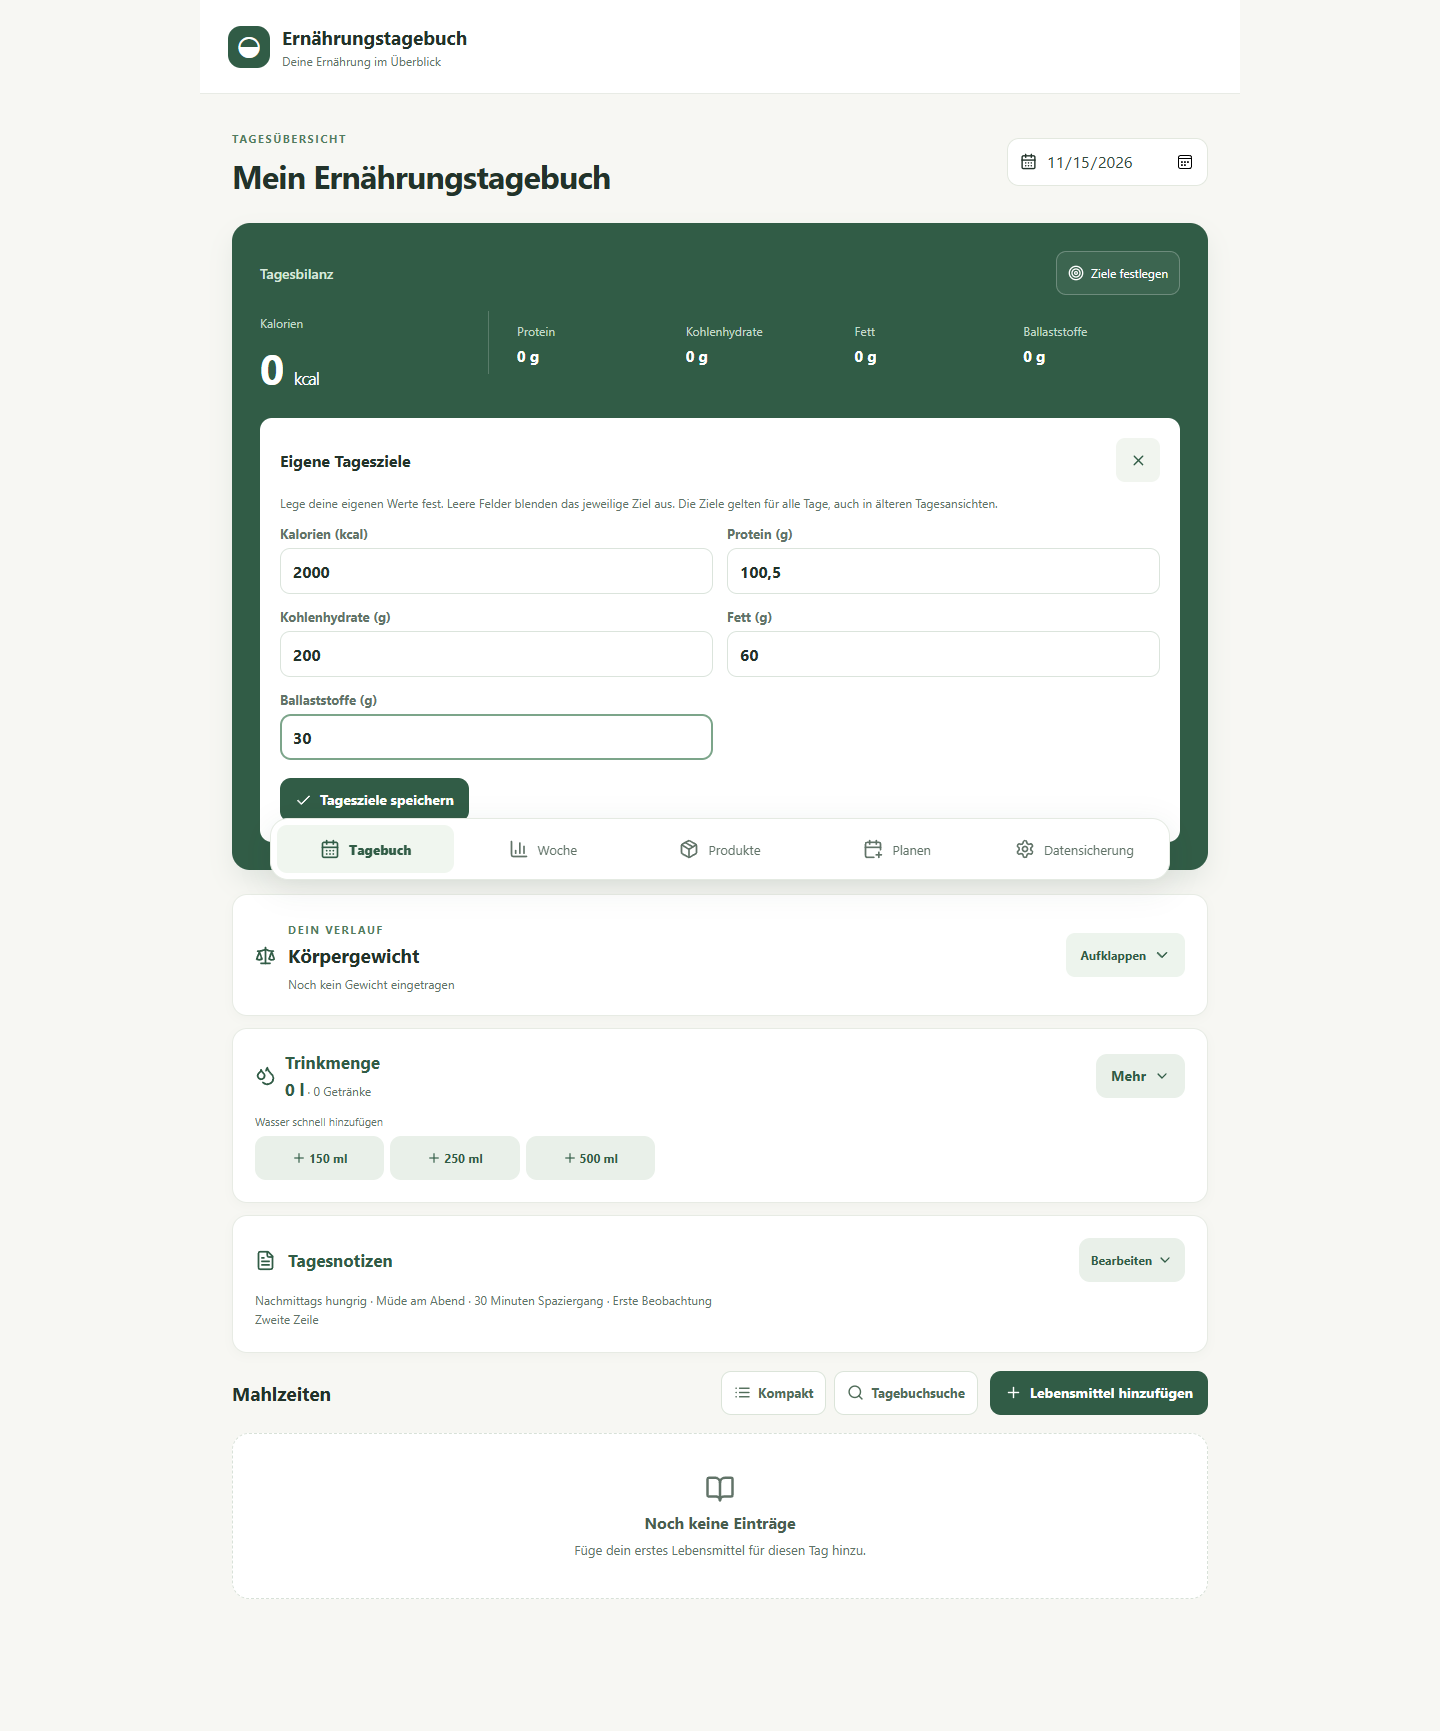 Ernährungstagebuch
Deine Ernährung im Überblick
TAGESÜBERSICHT
Mein Ernährungstagebuch
11/15/2026
Tagesbilanz
Ziele festlegen
Kalorien
0 kcal
Protein
0 g
Kohlenhydrate
0 g
Fett
0 g
Ballaststoffe
0 g
Eigene Tagesziele
Lege deine eigenen Werte fest. Leere Felder blenden das jeweilige Ziel aus. Die Ziele gelten für alle Tage, auch in älteren Tagesansichten.
Kalorien (kcal)
2000
Protein (g)
100,5
Kohlenhydrate (g)
200
Fett (g)
60
Ballaststoffe (g)
30
Tagesziele speichern
Tagebuch
Woche
Produkte
Planen
Datensicherung
DEIN VERLAUF
Körpergewicht
Noch kein Gewicht eingetragen
Aufklappen
Trinkmenge
0 l · 0 Getränke
Mehr
Wasser schnell hinzufügen
+ 150 ml
+ 250 ml
+ 500 ml
Tagesnotizen
Bearbeiten
Nachmittags hungrig · Müde am Abend · 30 Minuten Spaziergang · Erste Beobachtung
Zweite Zeile
Mahlzeiten
Kompakt
Tagebuchsuche
+ Lebensmittel hinzufügen
Noch keine Einträge
Füge dein erstes Lebensmittel für diesen Tag hinzu.